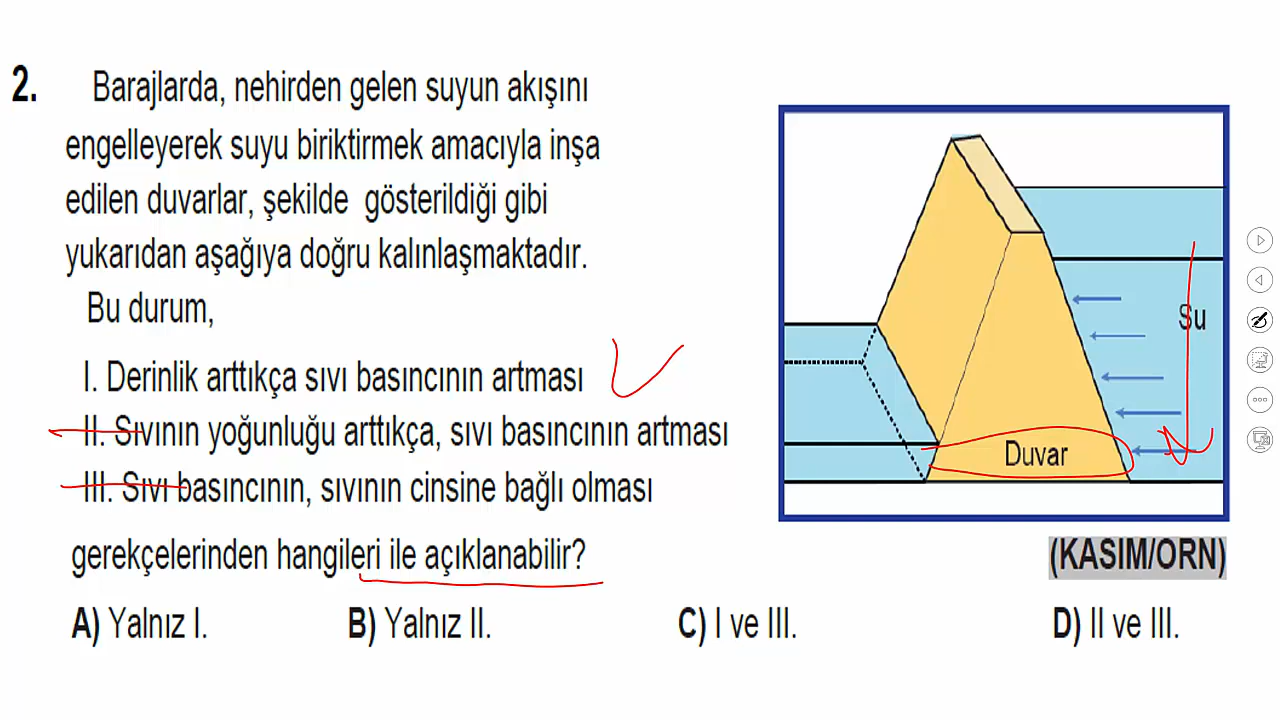 2. Barajlarda, nehirden gelen suyun akışını
engelleyerek suyu biriktirmek amacıyla inşa
edilen duvarlar, şekilde gösterildiği gibi
yukarıdan aşağıya doğru kalınlaşmaktadır.
Bu durum,
I. Derinlik arttıkça sıvı basıncının artması
II. Sıvının yoğunluğu arttıkça, sıvı basıncının artması
III. Sıvı basıncının, sıvının cinsine bağlı olması
gerekçelerinden hangileri ile açıklanabilir?
A) Yalnız I. B) Yalnız II. C) I ve III. D) II ve III.
Su
Duvar
(KASIM/ORN)